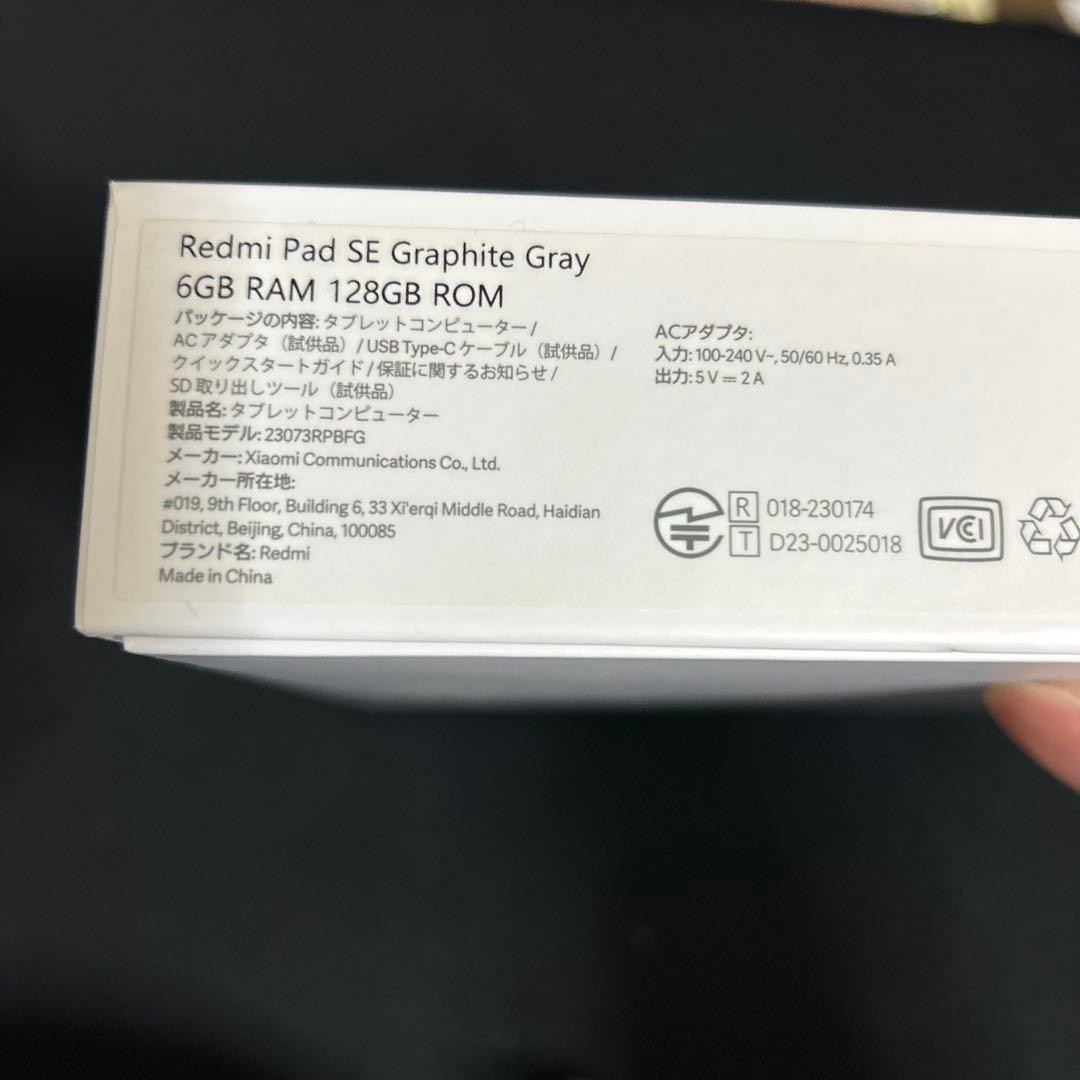 Redmi Pad SE Graphite Gray
6GB RAM 128GB ROM
パッケージの内容: タブレットコンピューター /
ACアダプタ（試供品）/ USB Type-C ケーブル（試供品）/
クイックスタートガイド / 保証に関するお知らせ /
SD 取り出しツール（試供品）
製品名: タブレットコンピューター
製品モデル: 23073RPBFG
メーカー: Xiaomi Communications Co., Ltd.
メーカー所在地:
#019, 9th Floor, Building 6, 33 Xi'erqi Middle Road, Haidian
District, Beijing, China, 100085
ブランド名: Redmi
Made in China
ACアダプタ:
入力: 100-240 V~, 50/60 Hz, 0.35 A
出力: 5 V ⎓ 2 A
R 018-230174
T D23-0025018
VCCI